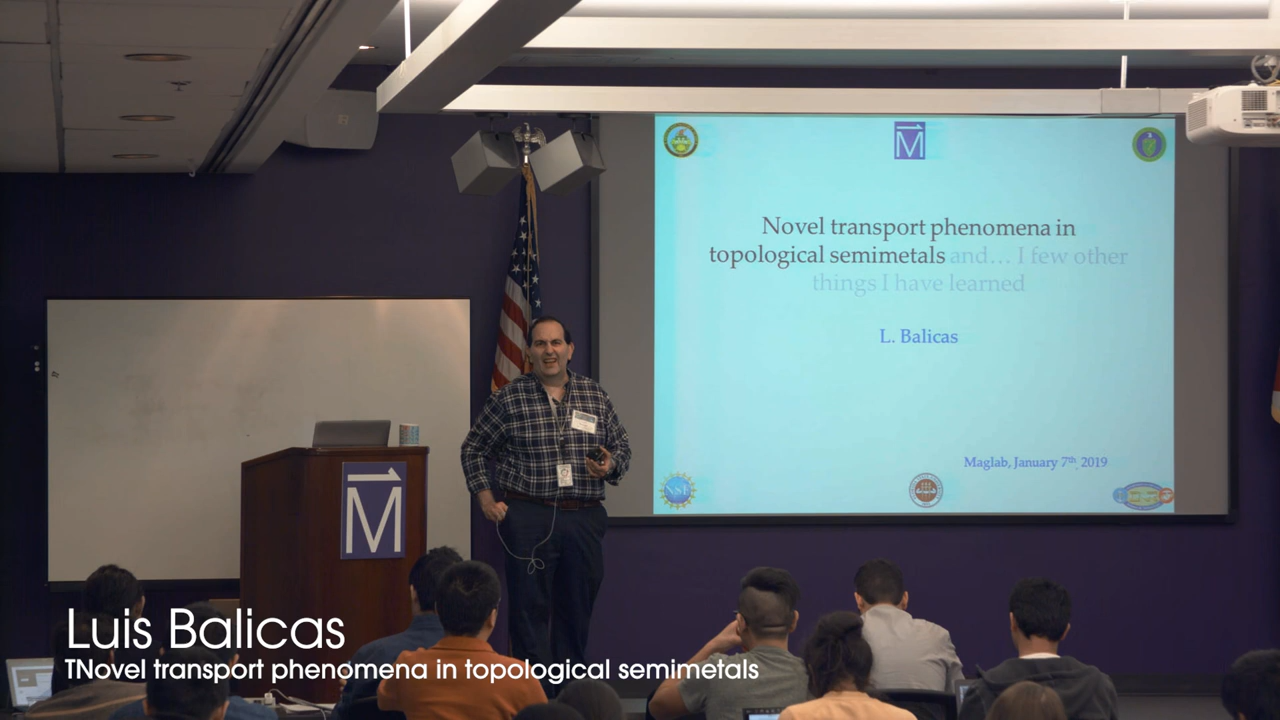 M
Novel transport phenomena in
topological semimetals and... I few other
things I have learned
L. Balicas
Maglab, January 7th, 2019
NSF
M
Luis Balicas
TNovel transport phenomena in topological semimetals